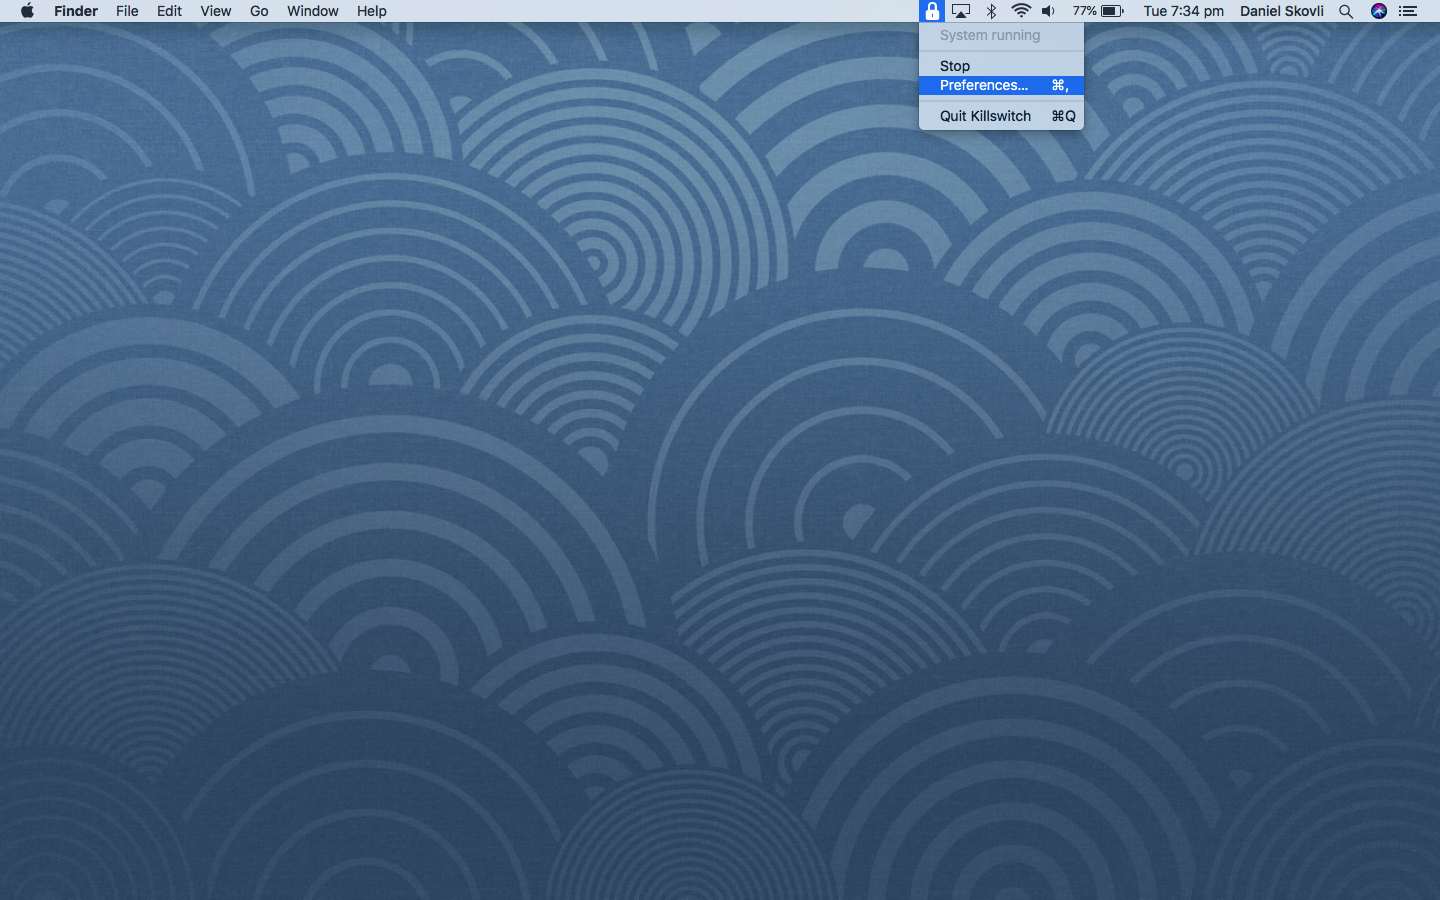 Finder File Edit View Go Window Help 77% Tue 7:34 pm Daniel Skovli
System running
Stop
Preferences... ⌘,
Quit Killswitch ⌘Q